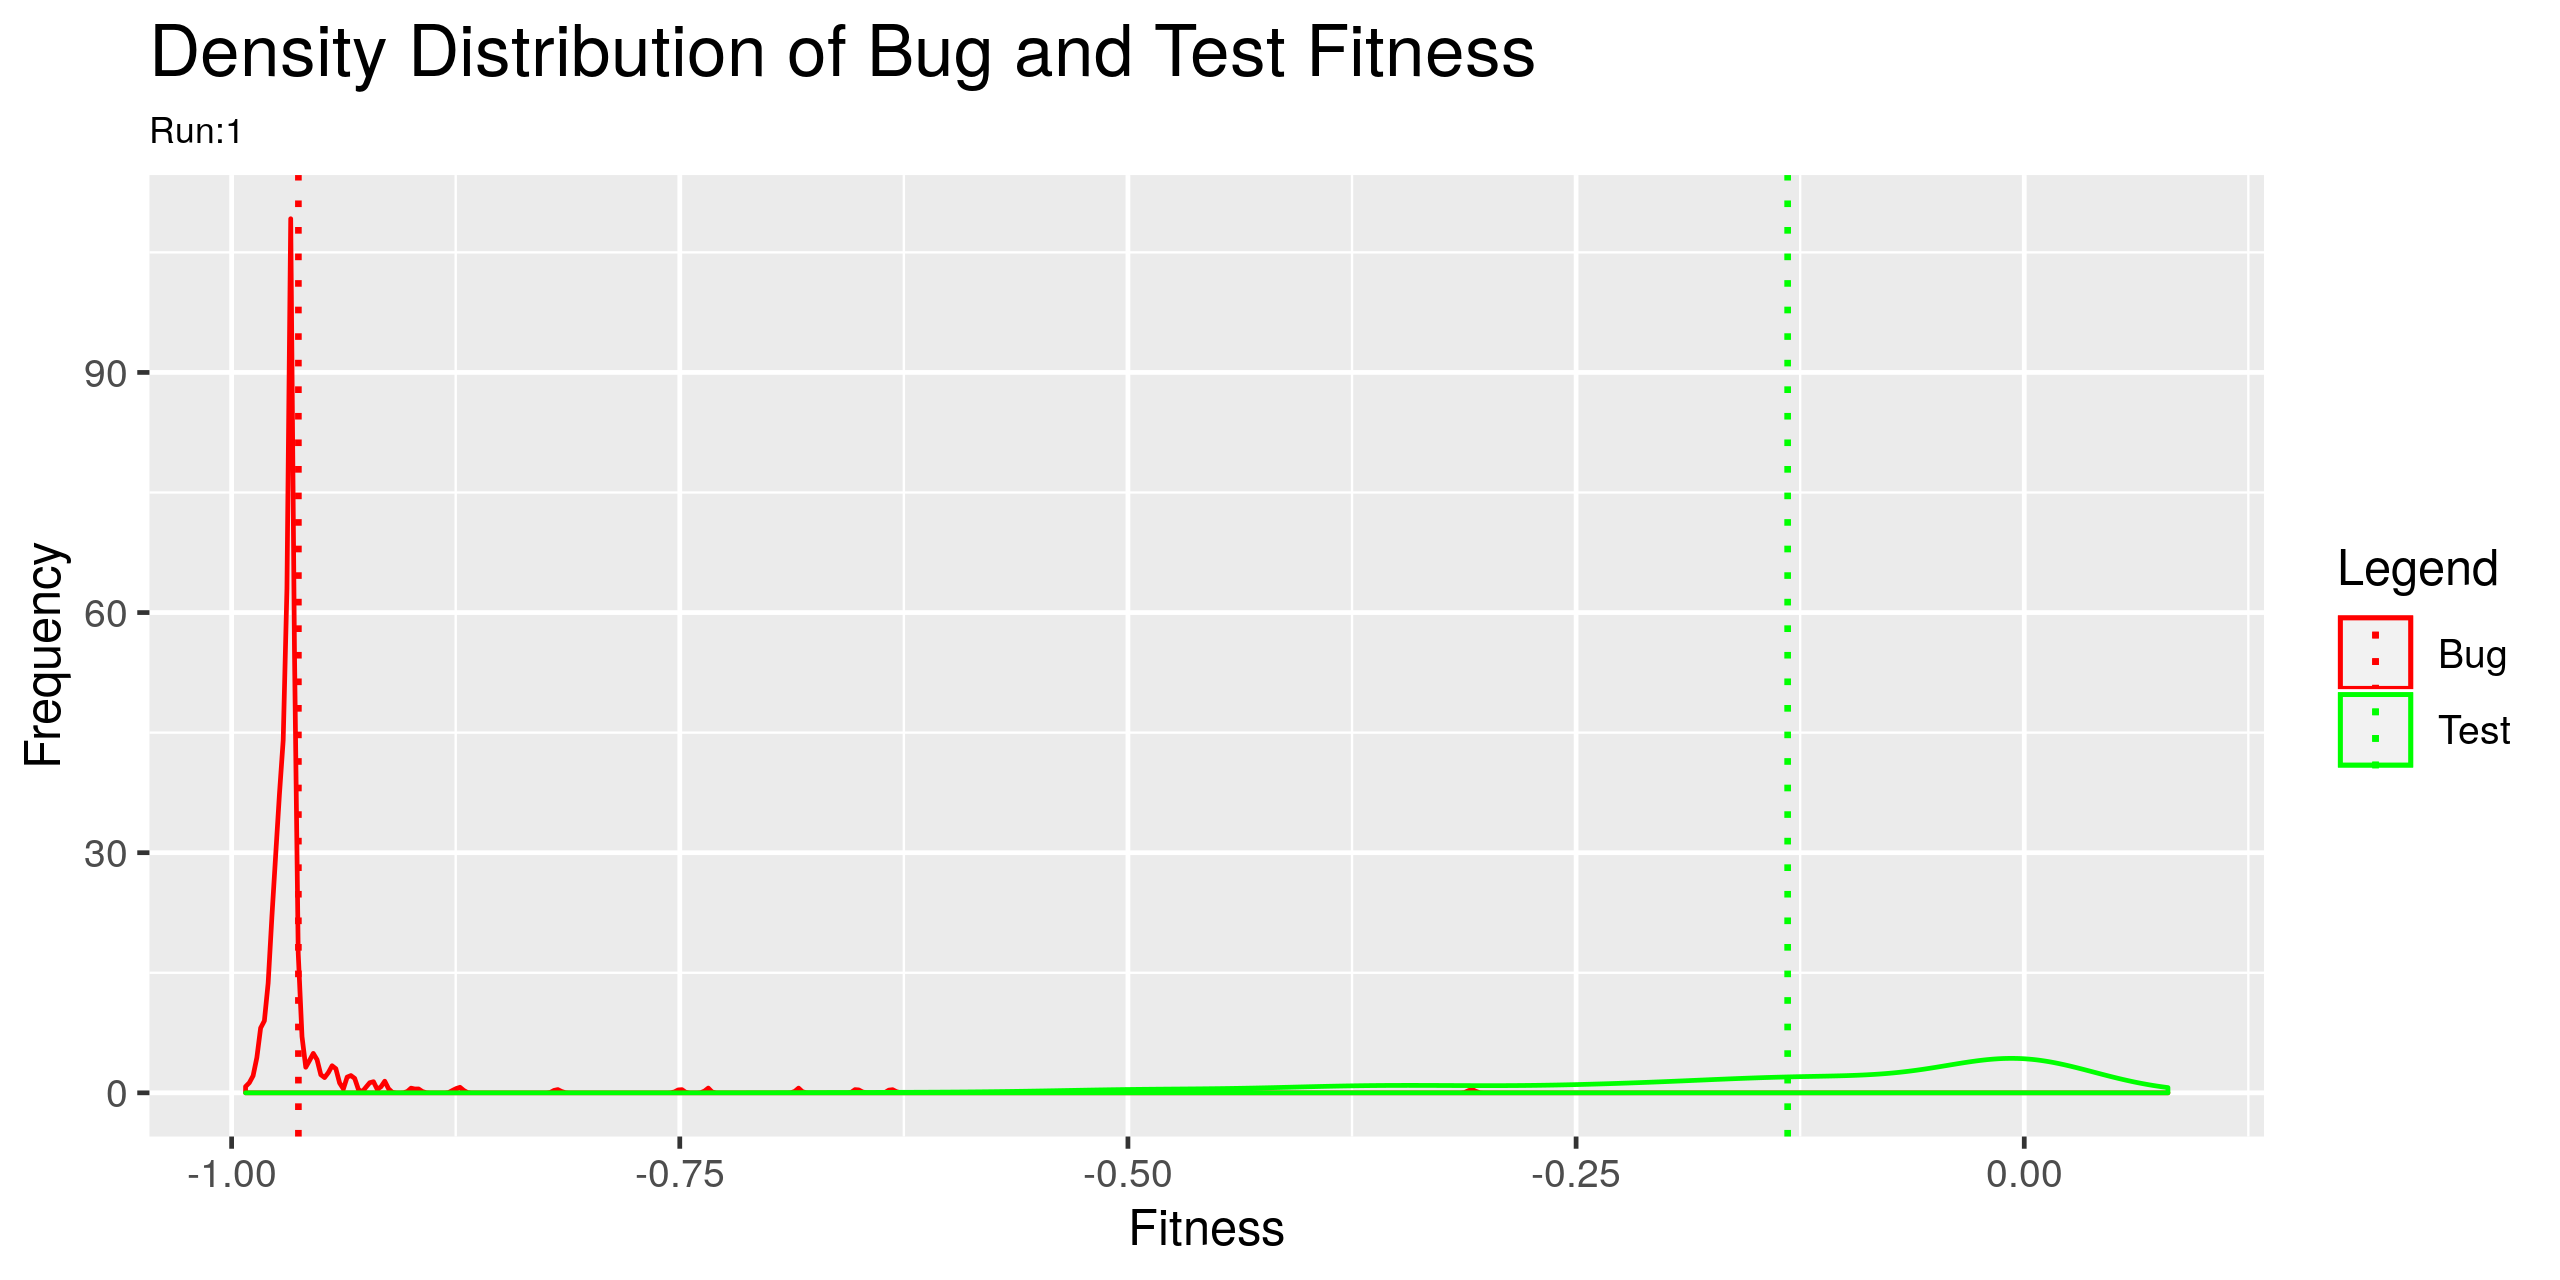 Density Distribution of Bug and Test Fitness
Run:1
90
60
30
0
Frequency
-1.00
-0.75
-0.50
-0.25
0.00
Fitness
Legend
Bug
Test